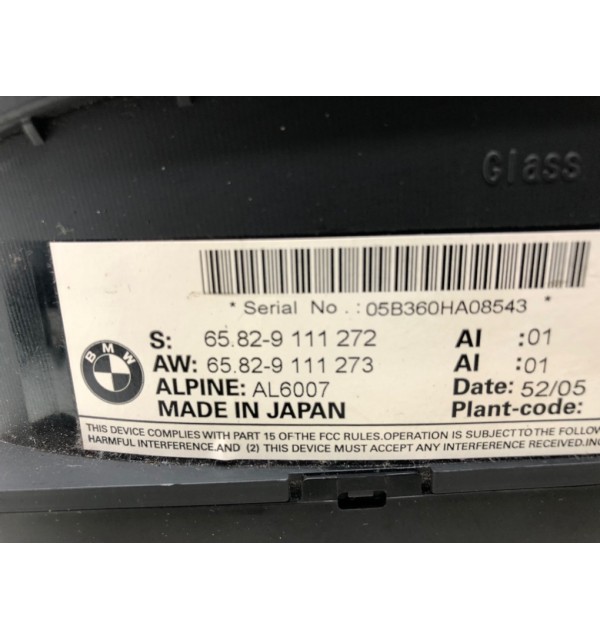 Glass
* Serial No.:05B360HA08543 *
S: 65.82-9 111 272 AI :01
AW: 65.82-9 111 273 AI :01
ALPINE: AL6007 Date: 52/05
MADE IN JAPAN Plant-code:
THIS DEVICE COMPLIES WITH PART 15 OF THE FCC RULES.OPERATION IS SUBJECT TO THE FOLLOW
HARMFUL INTERFERENCE.AND (2) THIS DEVICE MUST ACCEPT ANY INTERFERENCE RECEIVED.IN
BMW